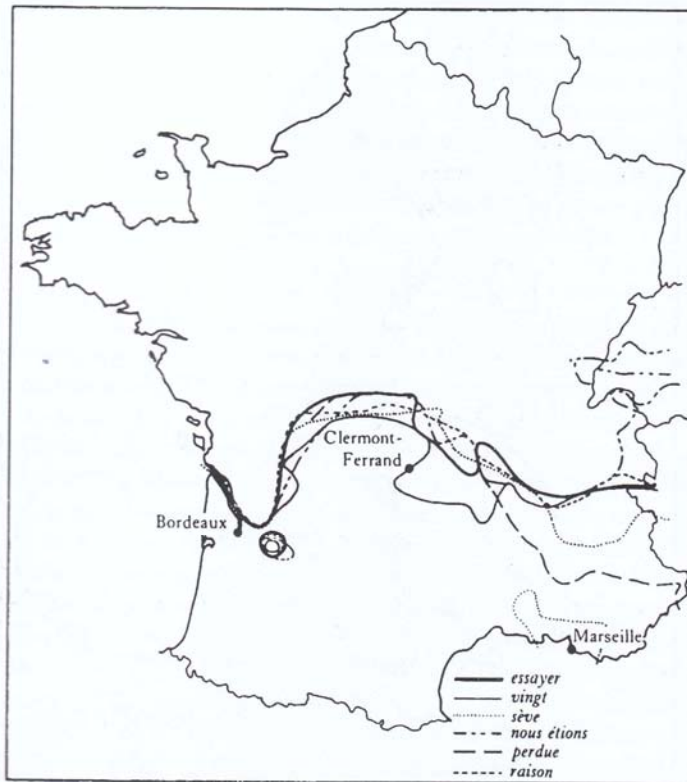 Clermont-
Ferrand
Bordeaux
Marseille
essayer
vingt
sève
nous étions
perdue
raison